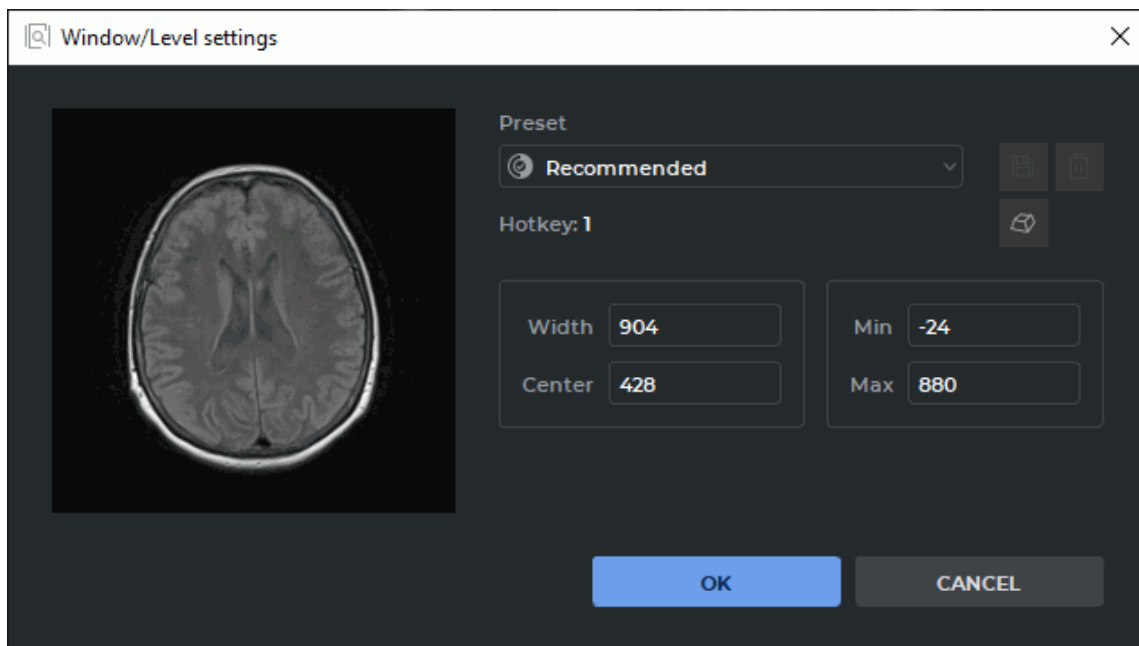 Window/Level settings
Preset
Recommended
Hotkey: 1
Width 904
Center 428
Min -24
Max 880
OK
CANCEL